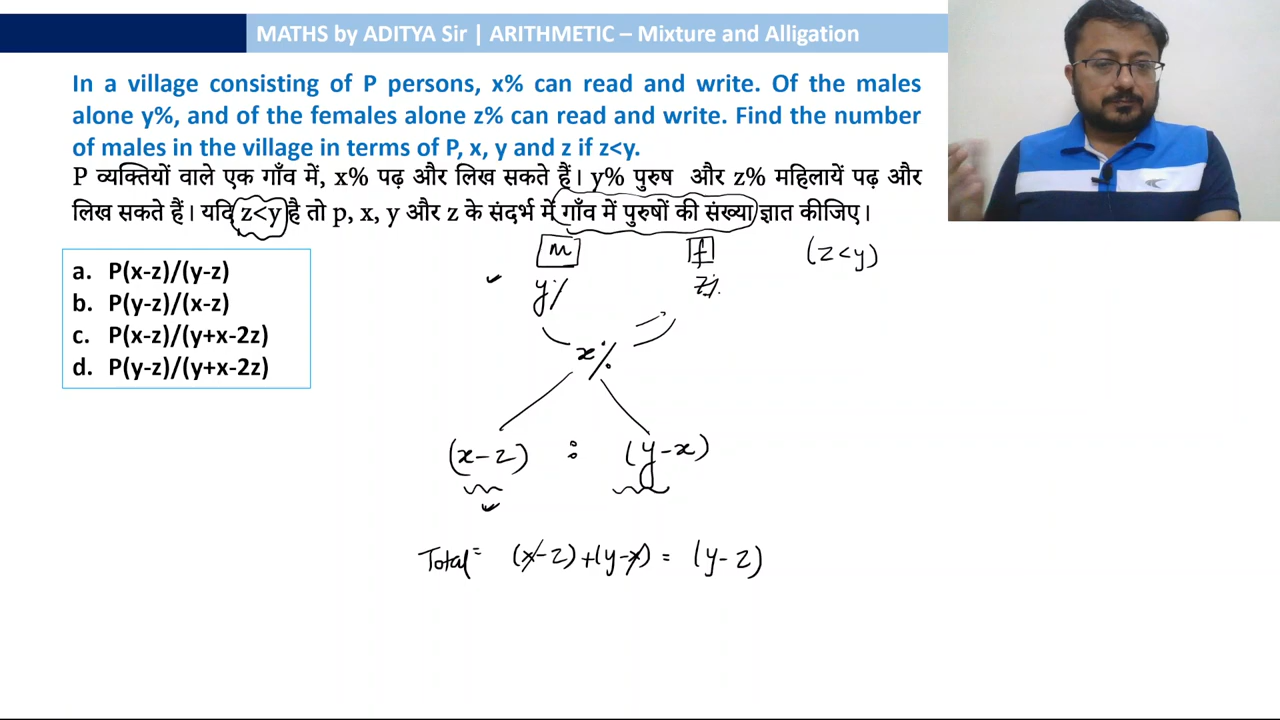 MATHS by ADITYA Sir | ARITHMETIC – Mixture and Alligation
In a village consisting of P persons, x% can read and write. Of the males
alone y%, and of the females alone z% can read and write. Find the number
of males in the village in terms of P, x, y and z if z<y.
P व्यक्तियों वाले एक गाँव में, x% पढ़ और लिख सकते हैं। y% पुरुष और z% महिलायें पढ़ और
लिख सकते हैं। यदि z<y है तो p, x, y और z के संदर्भ में गाँव में पुरुषों की संख्या ज्ञात कीजिए।
m f (z<y)
a. P(x-z)/(y-z)
b. P(y-z)/(x-z)
c. P(x-z)/(y+x-2z)
d. P(y-z)/(y+x-2z)
y% z%
x%
(x-z) : (y-x)
Total = (x-z)+(y-x) = (y-z)